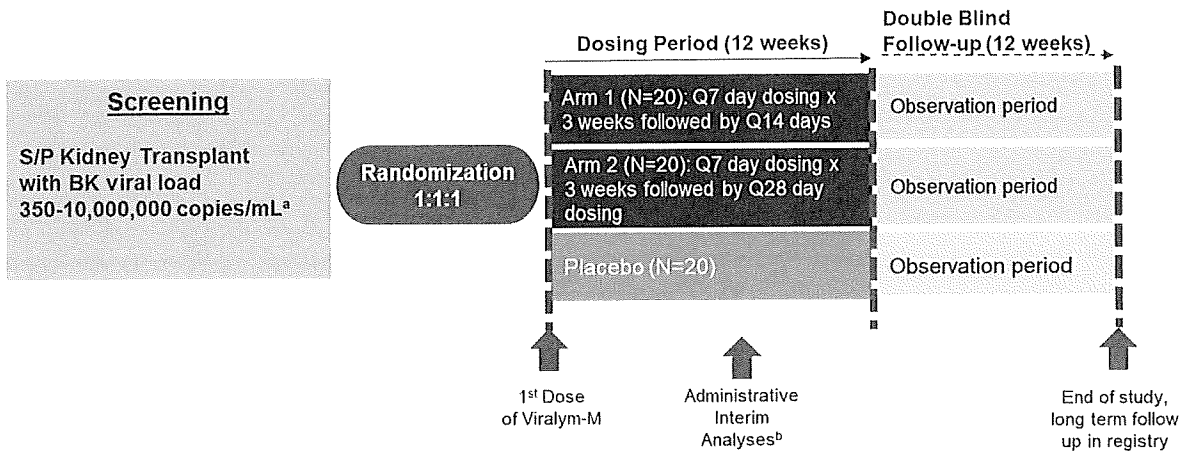 Screening
S/P Kidney Transplant
with BK viral load
350-10,000,000 copies/mLᵃ
Randomization
1:1:1
Dosing Period (12 weeks)
Double Blind
Follow-up (12 weeks)
Arm 1 (N=20): Q7 day dosing x
3 weeks followed by Q14 days
Observation period
Arm 2 (N=20): Q7 day dosing x
3 weeks followed by Q28 day
dosing
Observation period
Placebo (N=20)
Observation period
1st Dose
of Viralym-M
Administrative
Interim
Analysesᵇ
End of study,
long term follow
up in registry